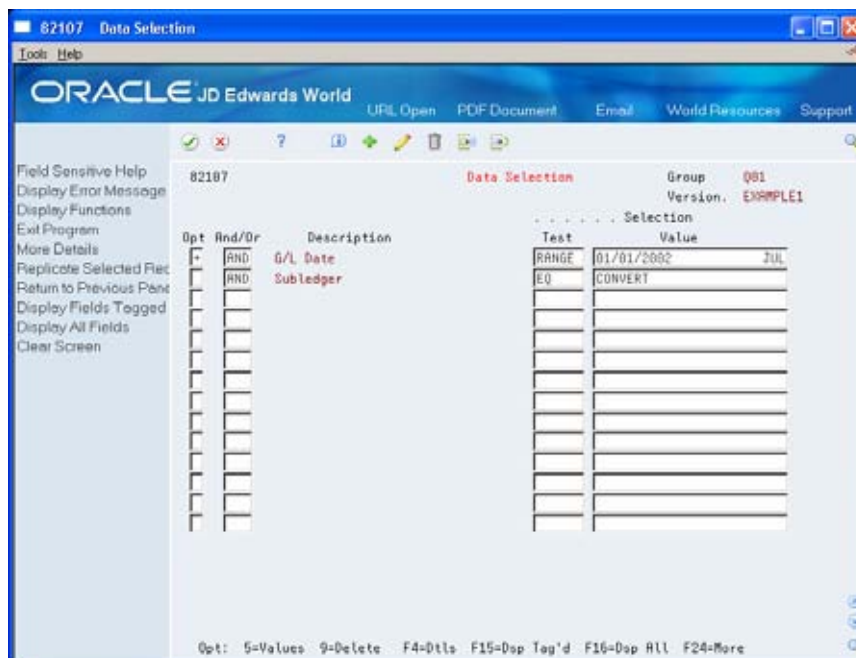 82107 Data Selection
Tools Help
ORACLE JD Edwards World
URL Open PDF Document Email World Resources Support
Field Sensitive Help
Display Error Message
Display Functions
Exit Program
More Details
Replicate Selected Rec
Return to Previous Pane
Display Fields Tagged
Display All Fields
Clear Screen
82107 Data Selection Group Q81
Version. EXAMPLE1
. . . . . . Selection
Opt And/Or Description Test Value
+ AND G/L Date RANGE 01/01/2002 JUL
AND Subledger EQ CONVERT
Opt: 5=Values 9=Delete F4=Dtls F15=Dsp Tag'd F16=Dsp All F24=More